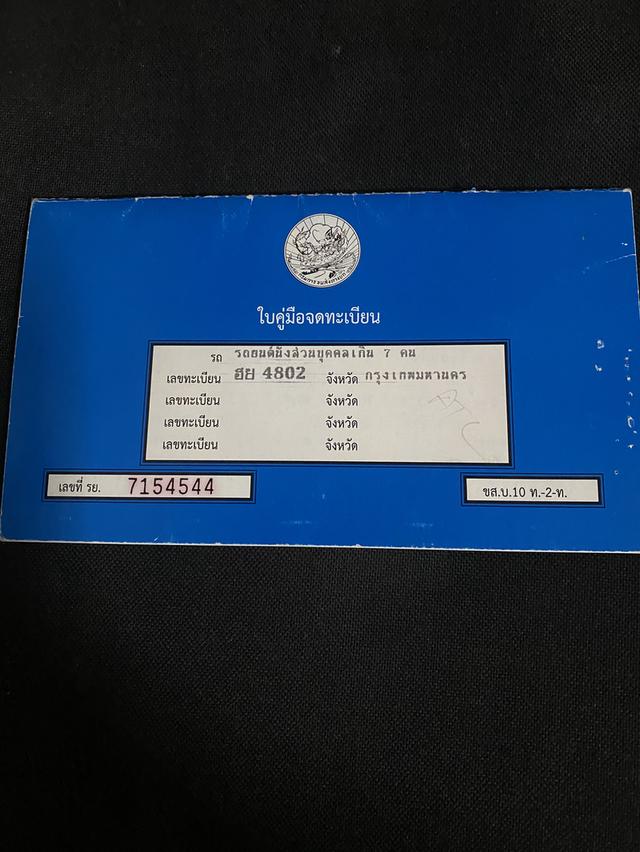 ใบคู่มือจดทะเบียน
รถ รถยนต์นั่งส่วนบุคคลเกิน 7 คน
เลขทะเบียน ฮย 4802 จังหวัด กรุงเทพมหานคร
เลขทะเบียน จังหวัด
เลขทะเบียน จังหวัด
เลขทะเบียน จังหวัด
เลขที่ รย. 7154544
ขส.บ.10 ท.-2-ท.